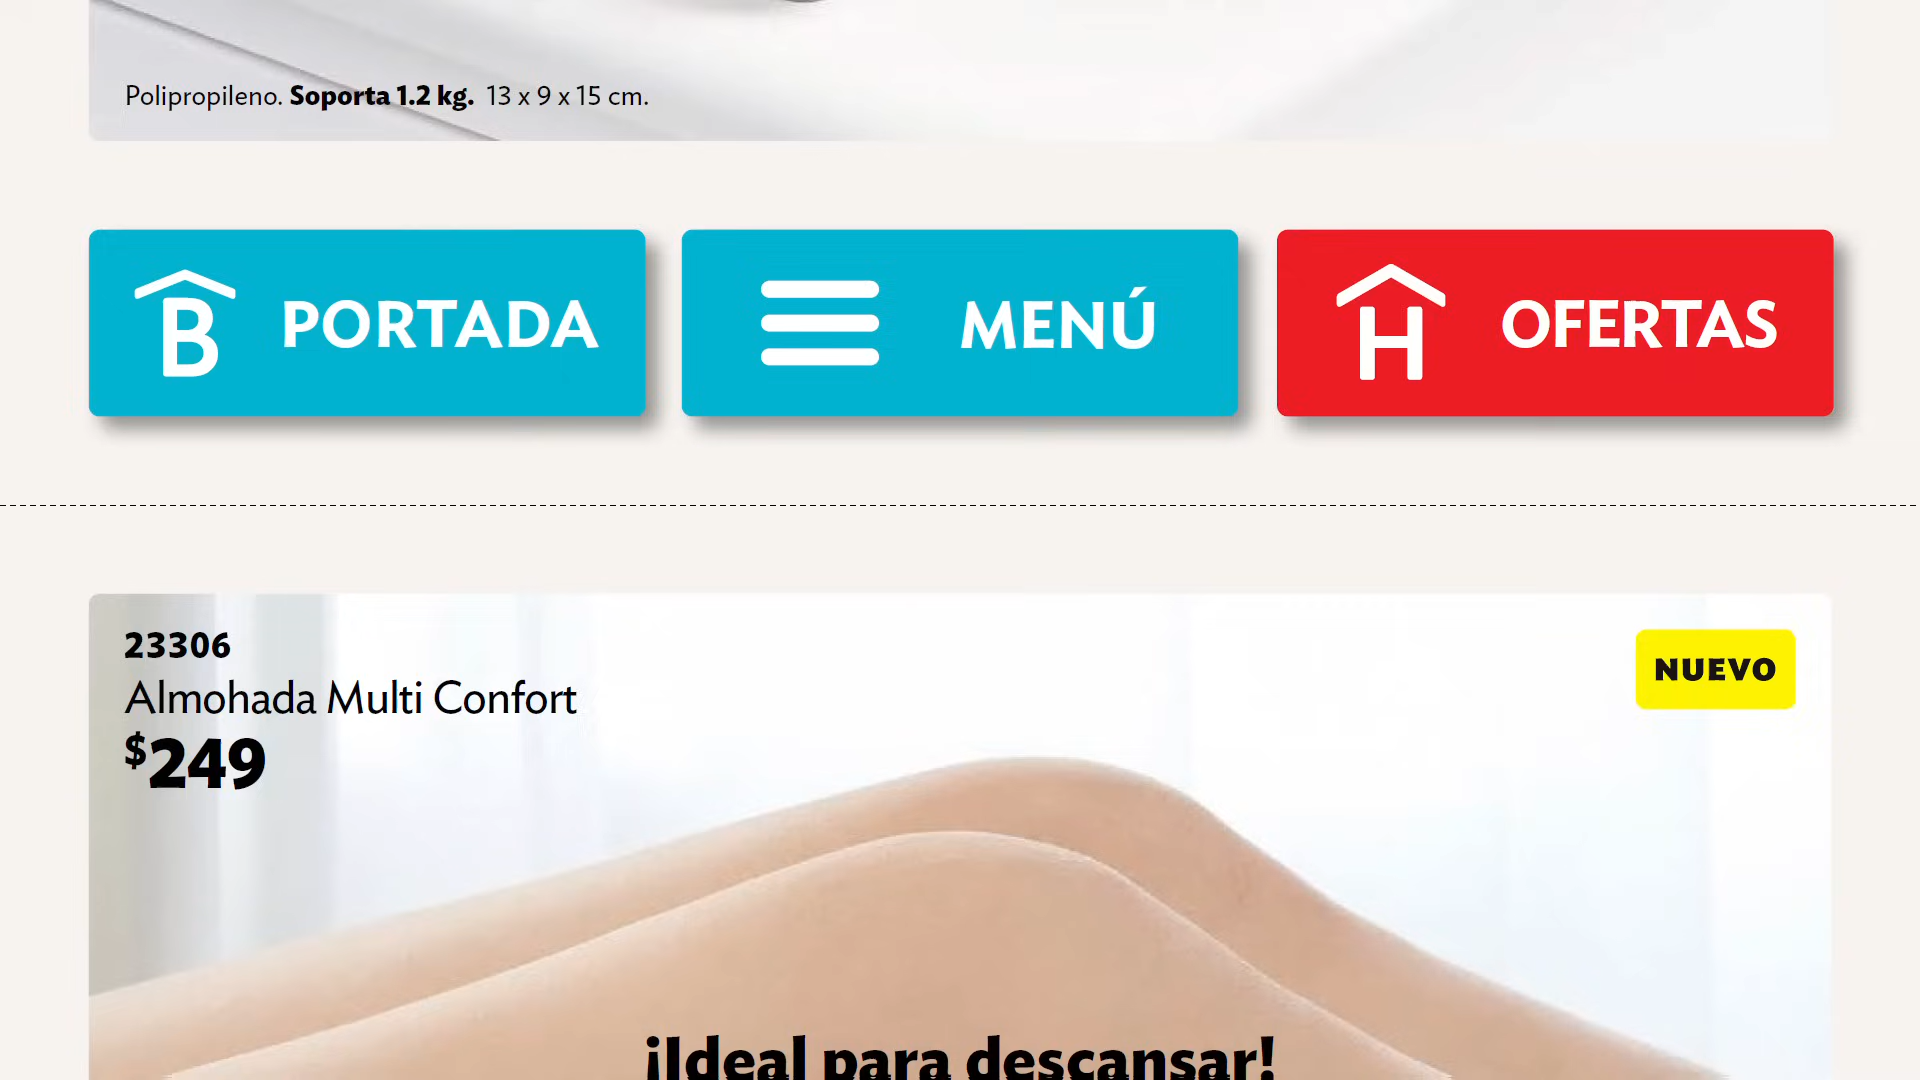 Polipropileno. Soporta 1.2 kg. 13 x 9 x 15 cm.
B PORTADA
MENÚ
H OFERTAS
23306
NUEVO
Almohada Multi Confort
$249
¡Ideal para descansar!